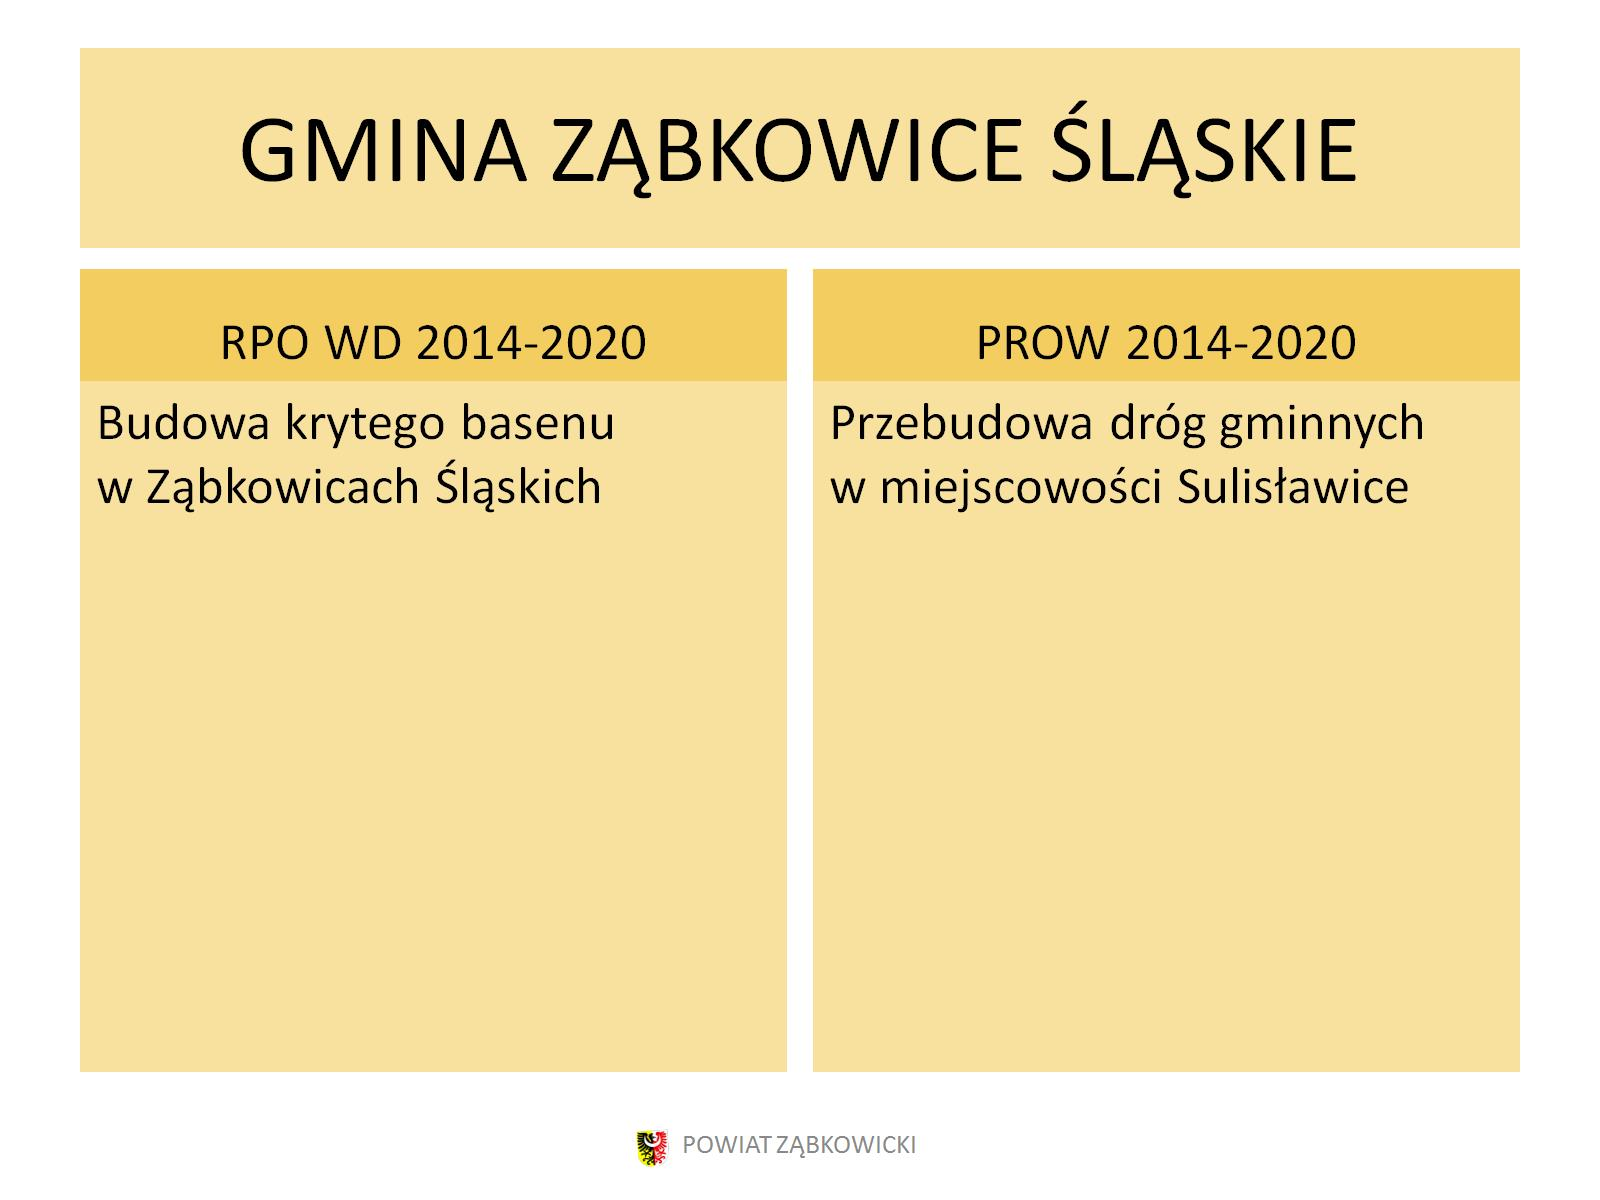 GMINA ZĄBKOWICE ŚLĄSKIE
RPO WD 2014-2020
Budowa krytego basenu
w Ząbkowicach Śląskich
PROW 2014-2020
Przebudowa dróg gminnych
w miejscowości Sulisławice
POWIAT ZĄBKOWICKI